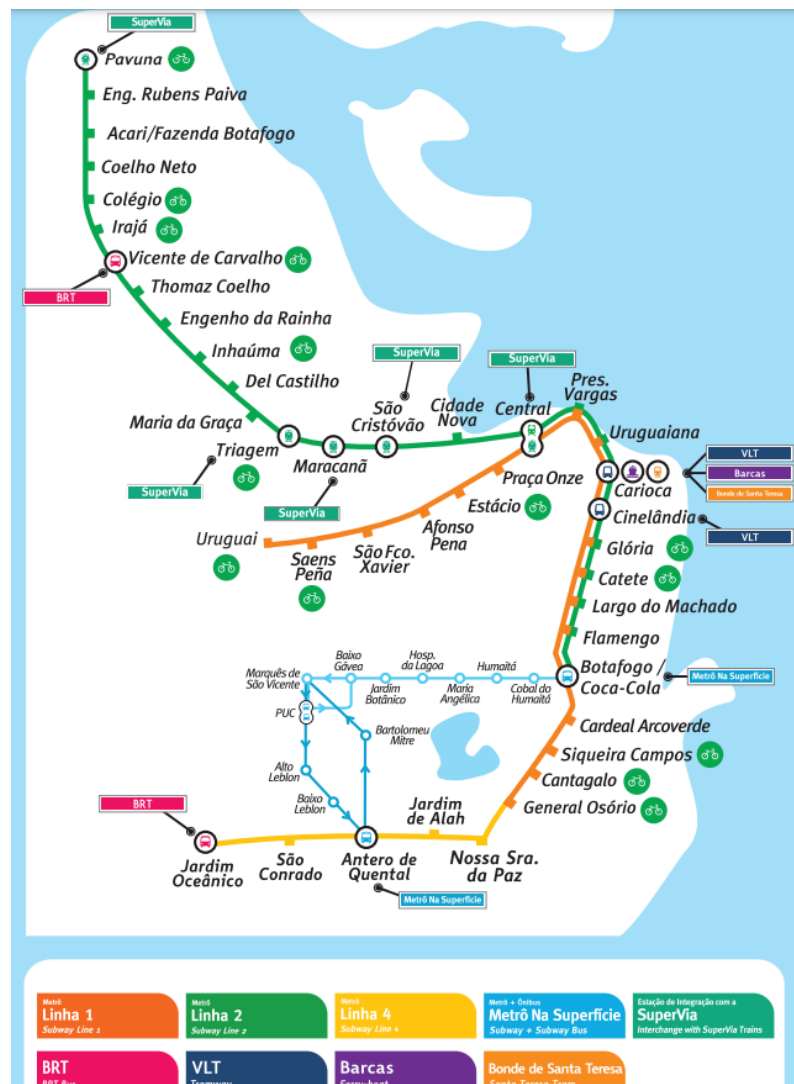 SuperVia
Pavuna
Eng. Rubens Paiva
Acari/Fazenda Botafogo
Coelho Neto
Colégio
Irajá
Vicente de Carvalho
BRT
Thomaz Coelho
Engenho da Rainha
Inhaúma
Del Castilho
Maria da Graça
Triagem
SuperVia
Maracanã
SuperVia
São
Cristóvão
SuperVia
Cidade
Nova
Central
SuperVia
Pres.
Vargas
Uruguaiana
Carioca
VLT
Barcas
Bonde de Santa Teresa
Cinelândia
VLT
Praça Onze
Estácio
Afonso
Pena
São Fco.
Xavier
Saens
Peña
Uruguai
Glória
Catete
Largo do Machado
Flamengo
Botafogo /
Coca-Cola
Metrô Na Superfície
Cobal do
Humaitá
Humaitá
Maria
Angélica
Hosp.
da Lagoa
Jardim
Botânico
Baixo
Gávea
Marquês de
São Vicente
PUC
Bartolomeu
Mitre
Alto
Leblon
Baixo
Leblon
Cardeal Arcoverde
Siqueira Campos
Cantagalo
General Osório
Nossa Sra.
da Paz
Jardim
de Alah
Antero de
Quental
Metrô Na Superfície
São
Conrado
Jardim
Oceânico
BRT
Metrô
Linha 1
Subway Line 1
Metrô
Linha 2
Subway Line 2
Metrô
Linha 4
Subway Line 4
Metrô + Ônibus
Metrô Na Superfície
Subway + Subway Bus
Estação de Integração com a
SuperVia
Interchange with SuperVia Trains
BRT
BRT Bus
VLT
Tramway
Barcas
Ferry-boat
Bonde de Santa Teresa
Santa Teresa Tram